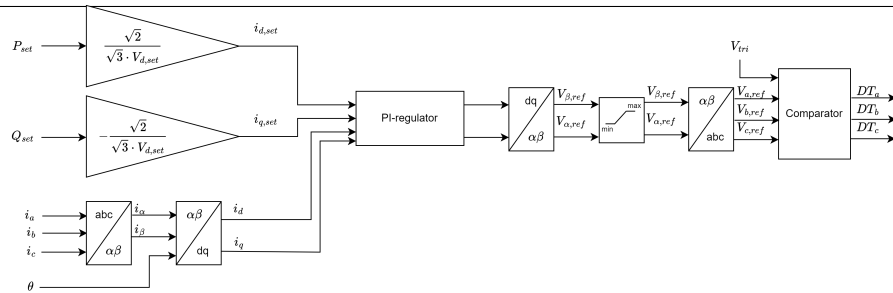 P_set
√2
√3 · V_d,set
i_d,set
Q_set
−√2
√3 · V_d,set
i_q,set
PI-regulator
dq
αβ
V_β,ref
V_α,ref
max
min
V_β,ref
V_α,ref
αβ
abc
V_tri
V_a,ref
V_b,ref
V_c,ref
Comparator
DT_a
DT_b
DT_c
i_a
i_b
i_c
abc
αβ
i_α
i_β
αβ
dq
i_d
i_q
θ